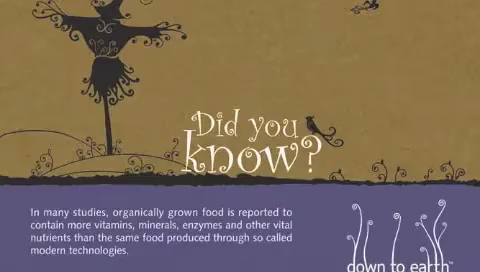 Did you
know?
In many studies, organically grown food is reported to
contain more vitamins, minerals, enzymes and other vital
nutrients than the same food produced through so called
modern technologies.
down to earth™